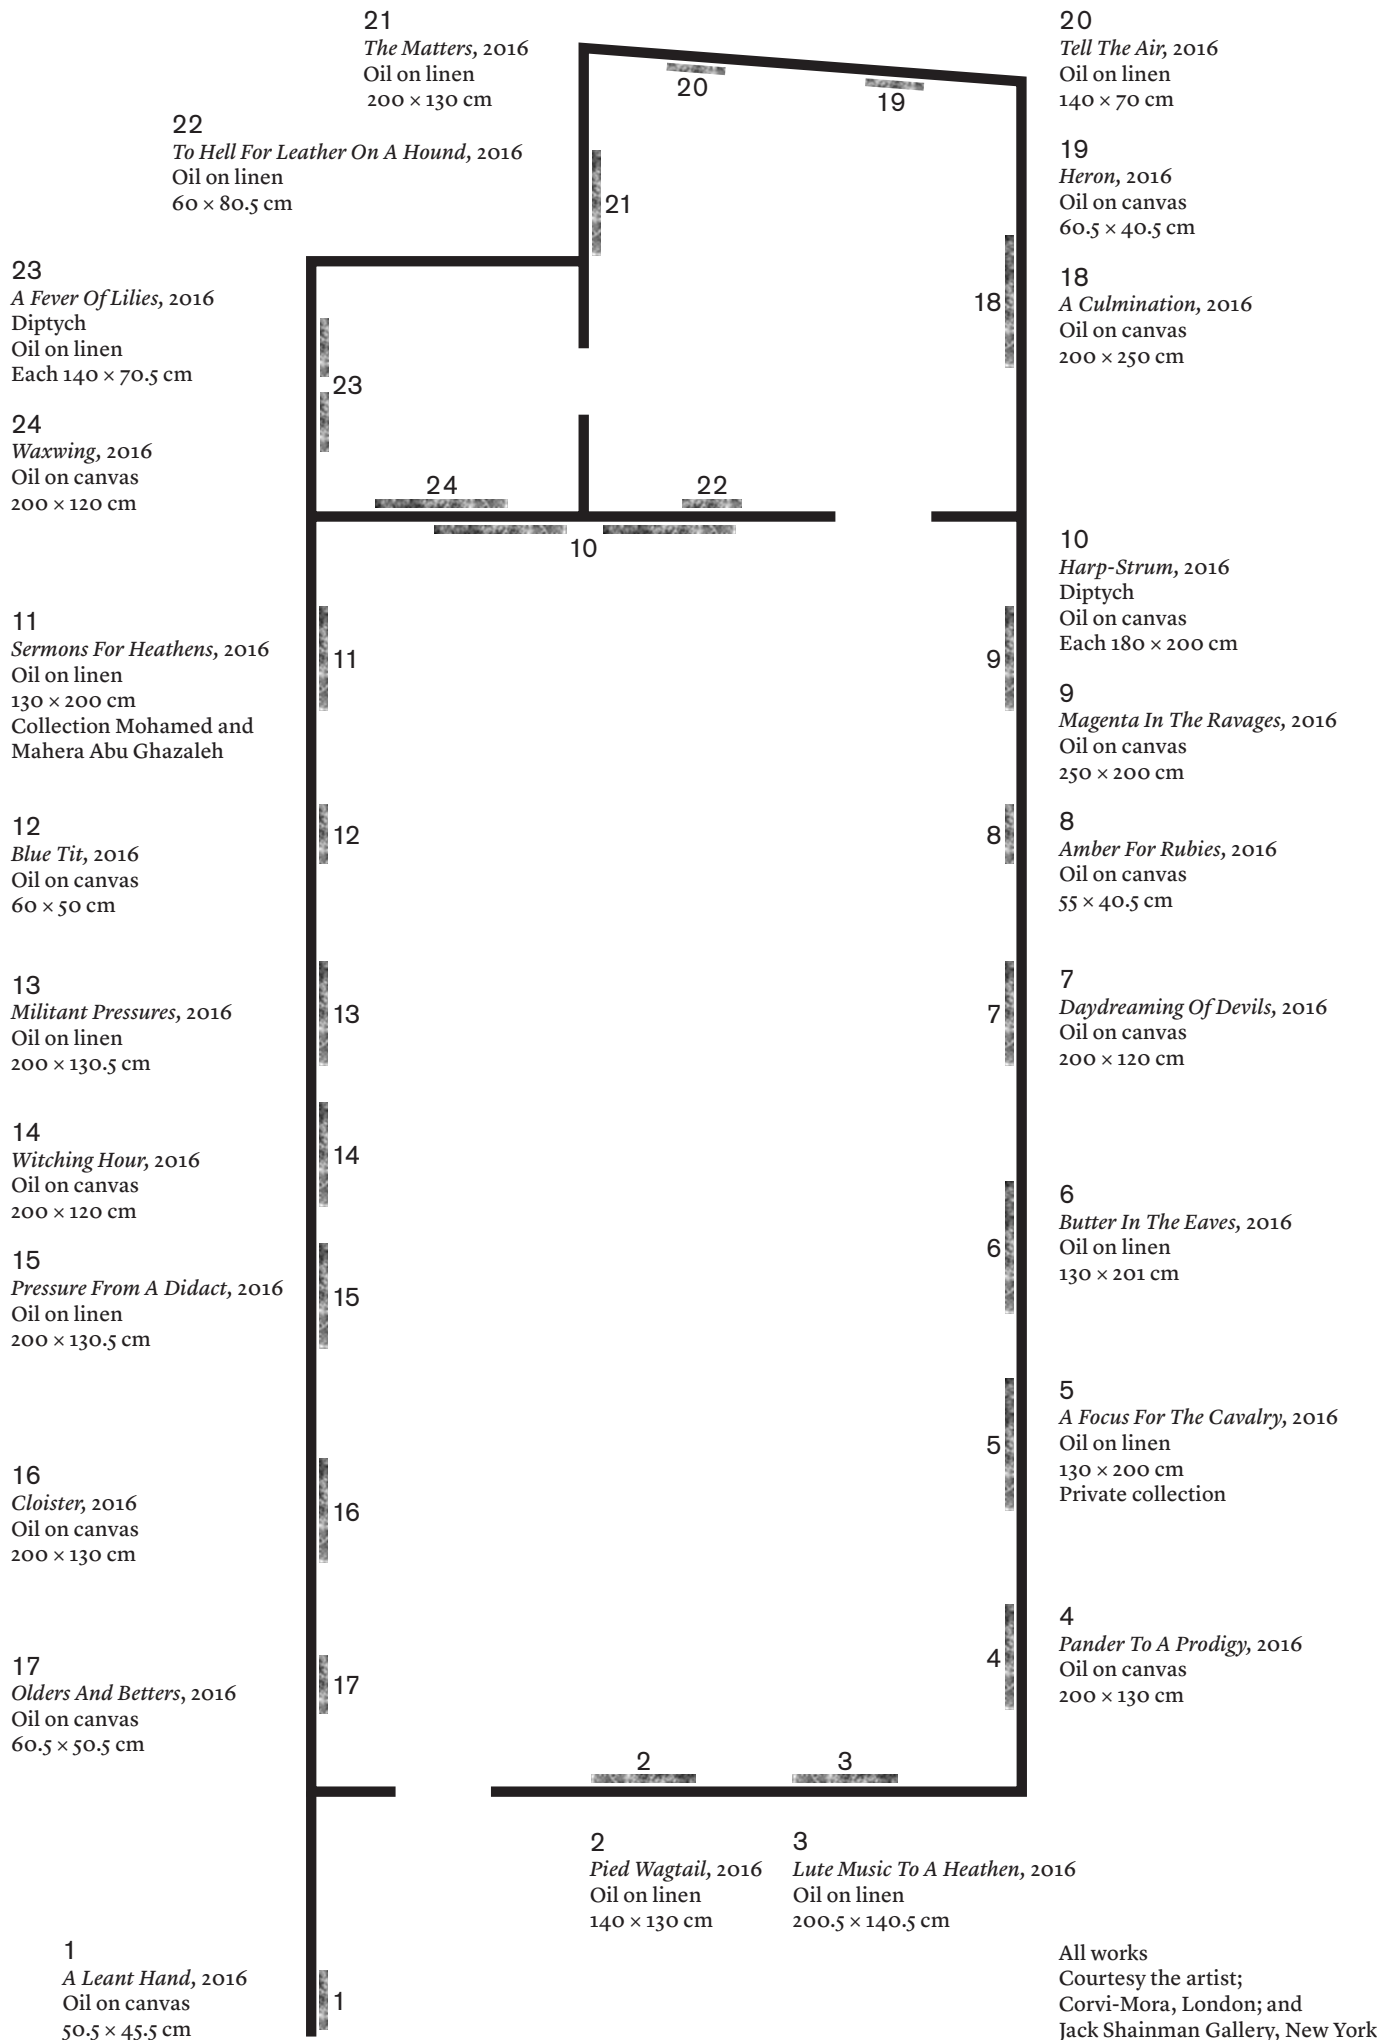 21
The Matters, 2016
Oil on linen
200 × 130 cm
22
To Hell For Leather On A Hound, 2016
Oil on linen
60 × 80.5 cm
23
A Fever Of Lilies, 2016
Diptych
Oil on linen
Each 140 × 70.5 cm
24
Waxwing, 2016
Oil on canvas
200 × 120 cm
11
Sermons For Heathens, 2016
Oil on linen
130 × 200 cm
Collection Mohamed and
Mahera Abu Ghazaleh
12
Blue Tit, 2016
Oil on canvas
60 × 50 cm
13
Militant Pressures, 2016
Oil on linen
200 × 130.5 cm
14
Witching Hour, 2016
Oil on canvas
200 × 120 cm
15
Pressure From A Didact, 2016
Oil on linen
200 × 130.5 cm
16
Cloister, 2016
Oil on canvas
200 × 130 cm
17
Olders And Betters, 2016
Oil on canvas
60.5 × 50.5 cm
1
A Leant Hand, 2016
Oil on canvas
50.5 × 45.5 cm
20
19
21
18
23
24
22
10
11
9
12
8
13
7
14
6
15
5
16
4
17
2
3
1
2
Pied Wagtail, 2016
Oil on linen
140 × 130 cm
3
Lute Music To A Heathen, 2016
Oil on linen
200.5 × 140.5 cm
20
Tell The Air, 2016
Oil on linen
140 × 70 cm
19
Heron, 2016
Oil on canvas
60.5 × 40.5 cm
18
A Culmination, 2016
Oil on canvas
200 × 250 cm
10
Harp-Strum, 2016
Diptych
Oil on canvas
Each 180 × 200 cm
9
Magenta In The Ravages, 2016
Oil on canvas
250 × 200 cm
8
Amber For Rubies, 2016
Oil on canvas
55 × 40.5 cm
7
Daydreaming Of Devils, 2016
Oil on canvas
200 × 120 cm
6
Butter In The Eaves, 2016
Oil on linen
130 × 201 cm
5
A Focus For The Cavalry, 2016
Oil on linen
130 × 200 cm
Private collection
4
Pander To A Prodigy, 2016
Oil on canvas
200 × 130 cm
All works
Courtesy the artist;
Corvi-Mora, London; and
Jack Shainman Gallery, New York